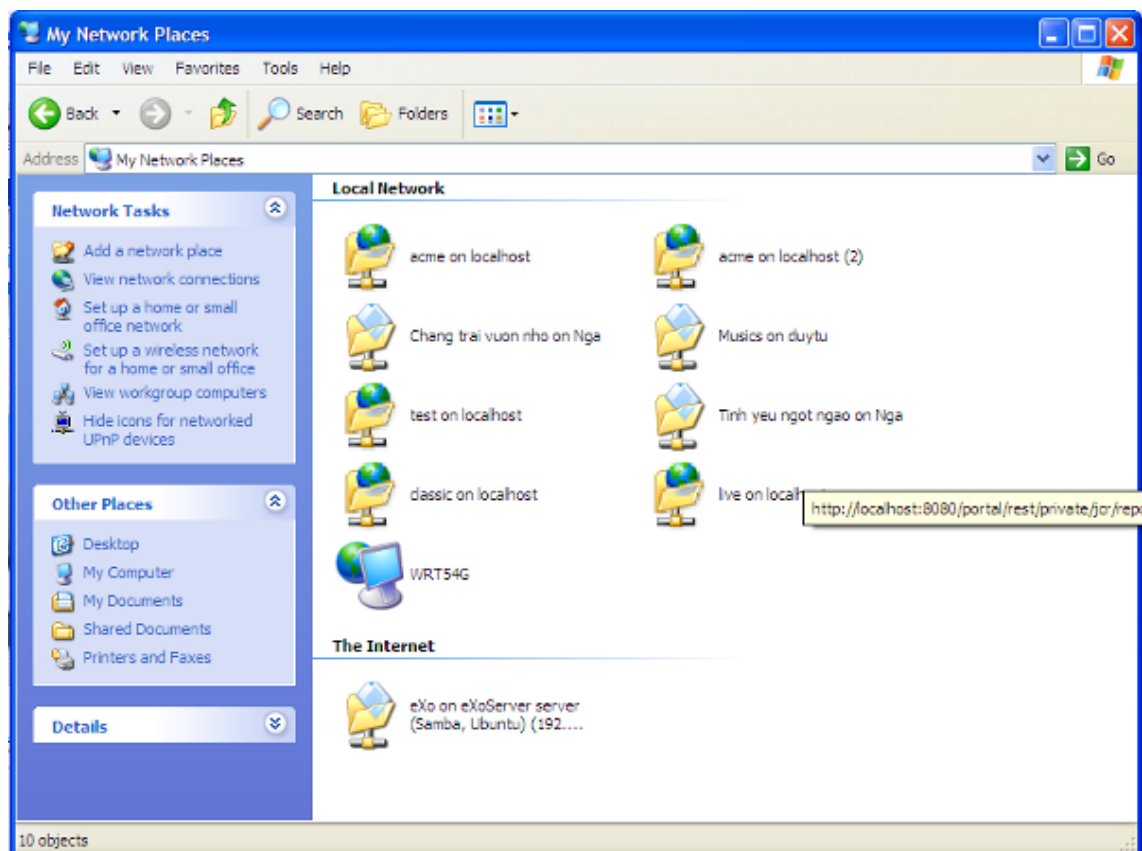 My Network Places
File Edit View Favorites Tools Help
Back Search Folders
Address My Network Places Go
Network Tasks
Add a network place
View network connections
Set up a home or small
office network
Set up a wireless network
for a home or small office
View workgroup computers
Hide icons for networked
UPnP devices
Other Places
Desktop
My Computer
My Documents
Shared Documents
Printers and Faxes
Details
Local Network
acme on localhost
acme on localhost (2)
Chang trai vuon nho on Nga
Musics on duytu
test on localhost
Tinh yeu ngot ngao on Nga
classic on localhost
live on localh
http://localhost:8080/portal/rest/private/jcr/repo
WRT54G
The Internet
eXo on eXoServer server
(Samba, Ubuntu) (192....
10 objects